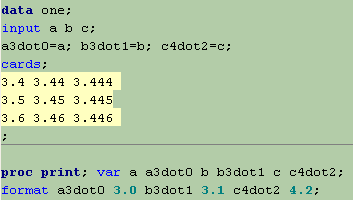 data one;
input a b c;
a3dot0=a; b3dot1=b; c4dot2=c;
cards;
3.4 3.44 3.444
3.5 3.45 3.445
3.6 3.46 3.446
;
proc print; var a a3dot0 b b3dot1 c c4dot2;
format a3dot0 3.0 b3dot1 3.1 c4dot2 4.2;